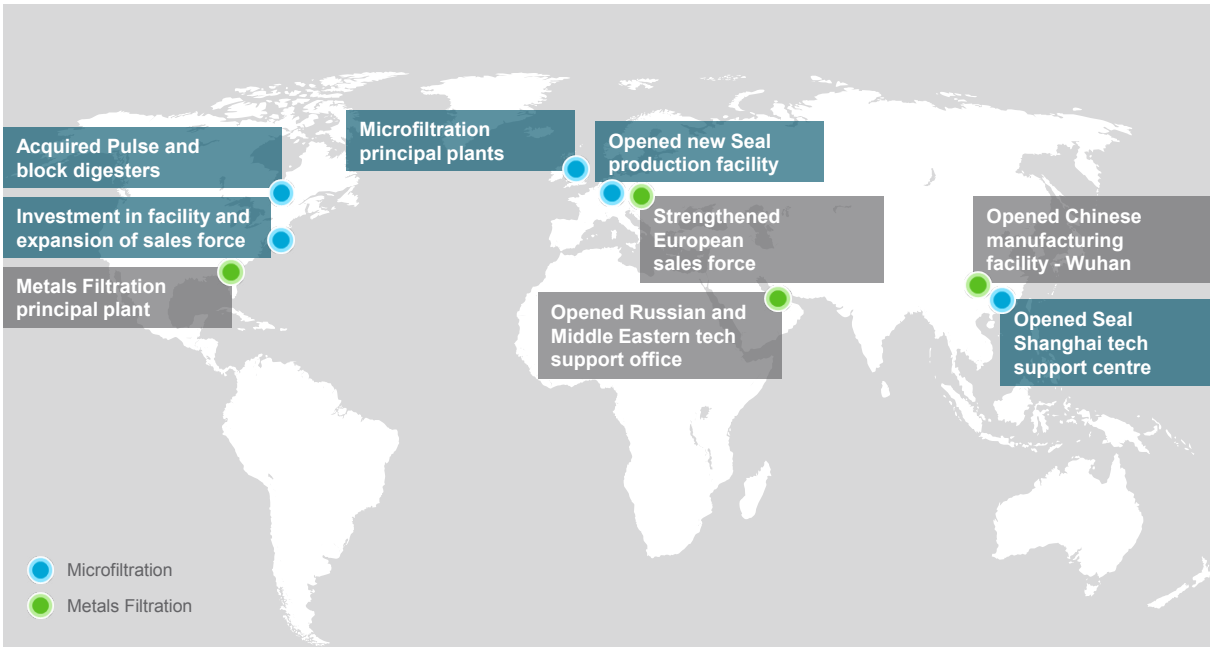 Acquired Pulse and
block digesters
Investment in facility and
expansion of sales force
Metals Filtration
principal plant
Microfiltration
principal plants
Opened new Seal
production facility
Strengthened
European
sales force
Opened Russian and
Middle Eastern tech
support office
Opened Chinese
manufacturing
facility - Wuhan
Opened Seal
Shanghai tech
support centre
Microfiltration
Metals Filtration